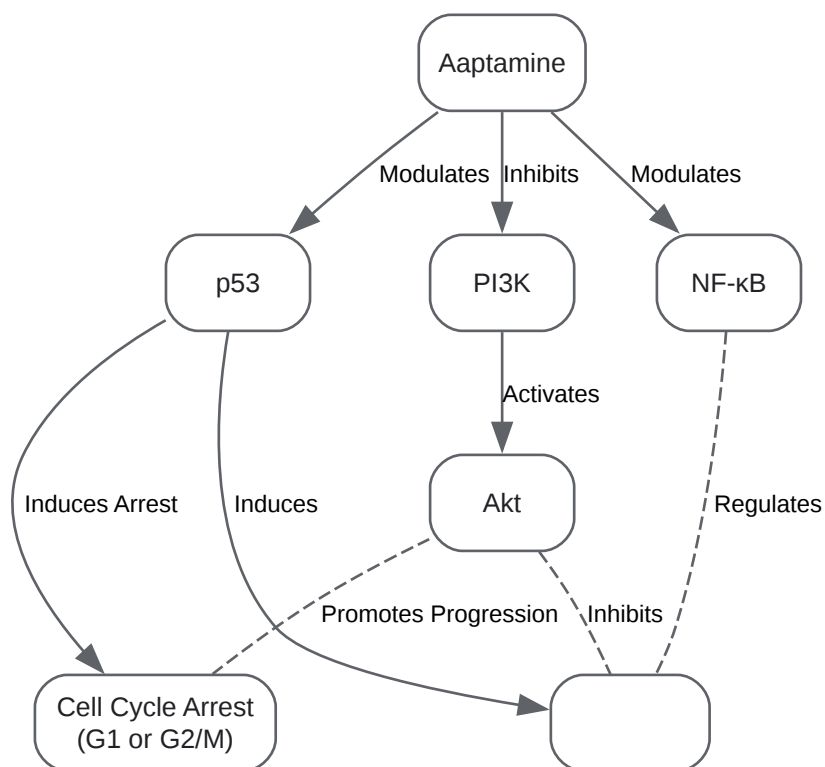 Aaptamine
Modulates
Inhibits
Modulates
p53
PI3K
NF-κB
Activates
Induces Arrest
Induces
Akt
Regulates
Promotes Progression
Inhibits
Cell Cycle Arrest
(G1 or G2/M)